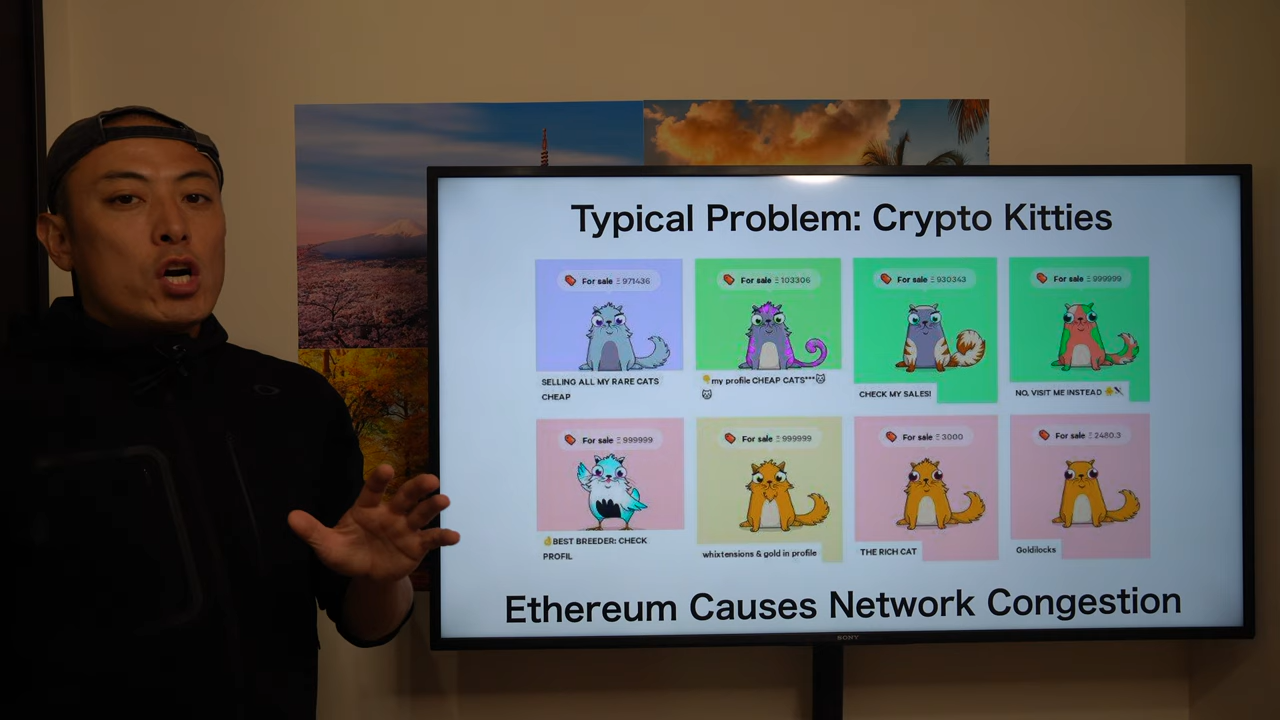 Typical Problem: Crypto Kitties
For sale Ξ 971436
For sale Ξ 103306
For sale Ξ 930343
For sale Ξ 999999
SELLING ALL MY RARE CATS
CHEAP
my profile CHEAP CATS***
CHECK MY SALES!
NO, VISIT ME INSTEAD
For sale Ξ 999999
For sale Ξ 999999
For sale Ξ 3000
For sale Ξ 2480.3
BEST BREEDER: CHECK
PROFIL
whixtensions & gold in profile
THE RICH CAT
Goldilocks
Ethereum Causes Network Congestion
SONY